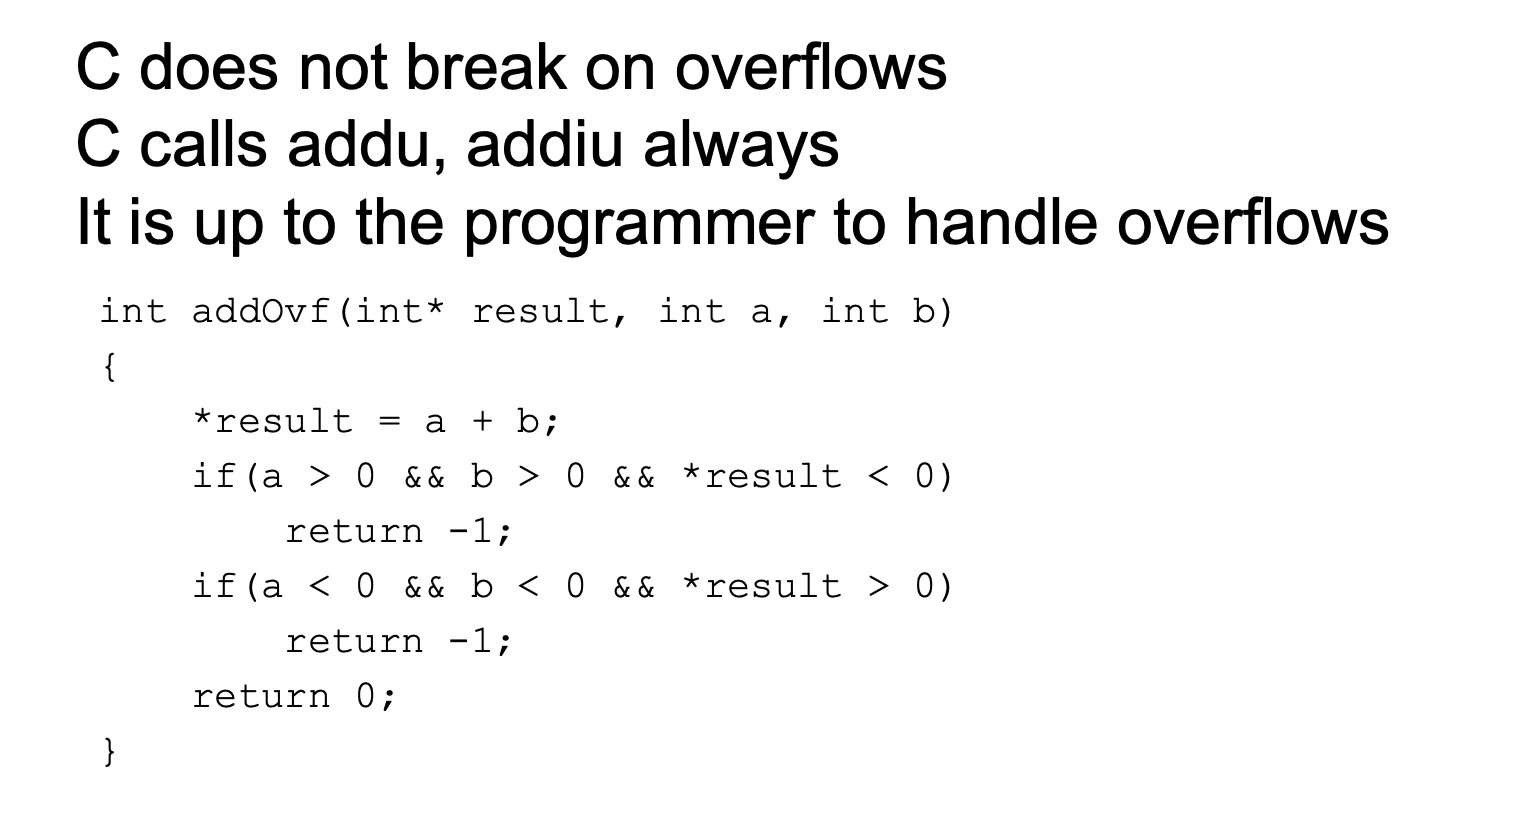 C does not break on overflows
C calls addu, addiu always
It is up to the programmer to handle overflows
int addOvf(int* result, int a, int b)
{
*result = a + b;
if(a > 0 && b > 0 && *result < 0)
return -1;
if(a < 0 && b < 0 && *result > 0)
return -1;
return 0;
}